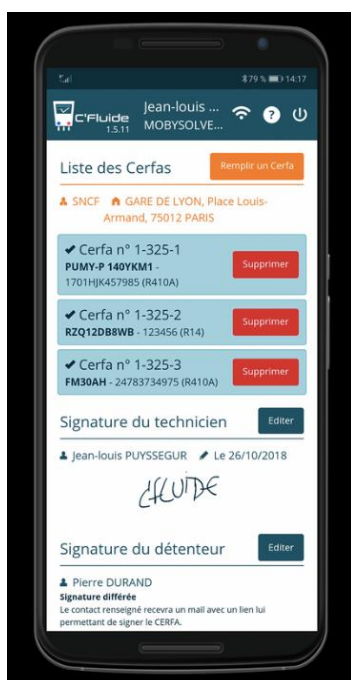 79 % 14:17
C'Fluide
1.5.11
Jean-louis ...
MOBYSOLVE...
?
Liste des Cerfas
Remplir un Cerfa
SNCF GARE DE LYON, Place Louis-
Armand, 75012 PARIS
Cerfa n° 1-325-1
PUMY-P 140YKM1 -
1701HJK457985 (R410A)
Supprimer
Cerfa n° 1-325-2
RZQ12DB8WB - 123456 (R14)
Supprimer
Cerfa n° 1-325-3
FM30AH - 24783734975 (R410A)
Supprimer
Signature du technicien
Editer
Jean-louis PUYSSEGUR Le 26/10/2018
CFLUIDE
Signature du détenteur
Editer
Pierre DURAND
Signature différée
Le contact renseigné recevra un mail avec un lien lui
permettant de signer le CERFA.